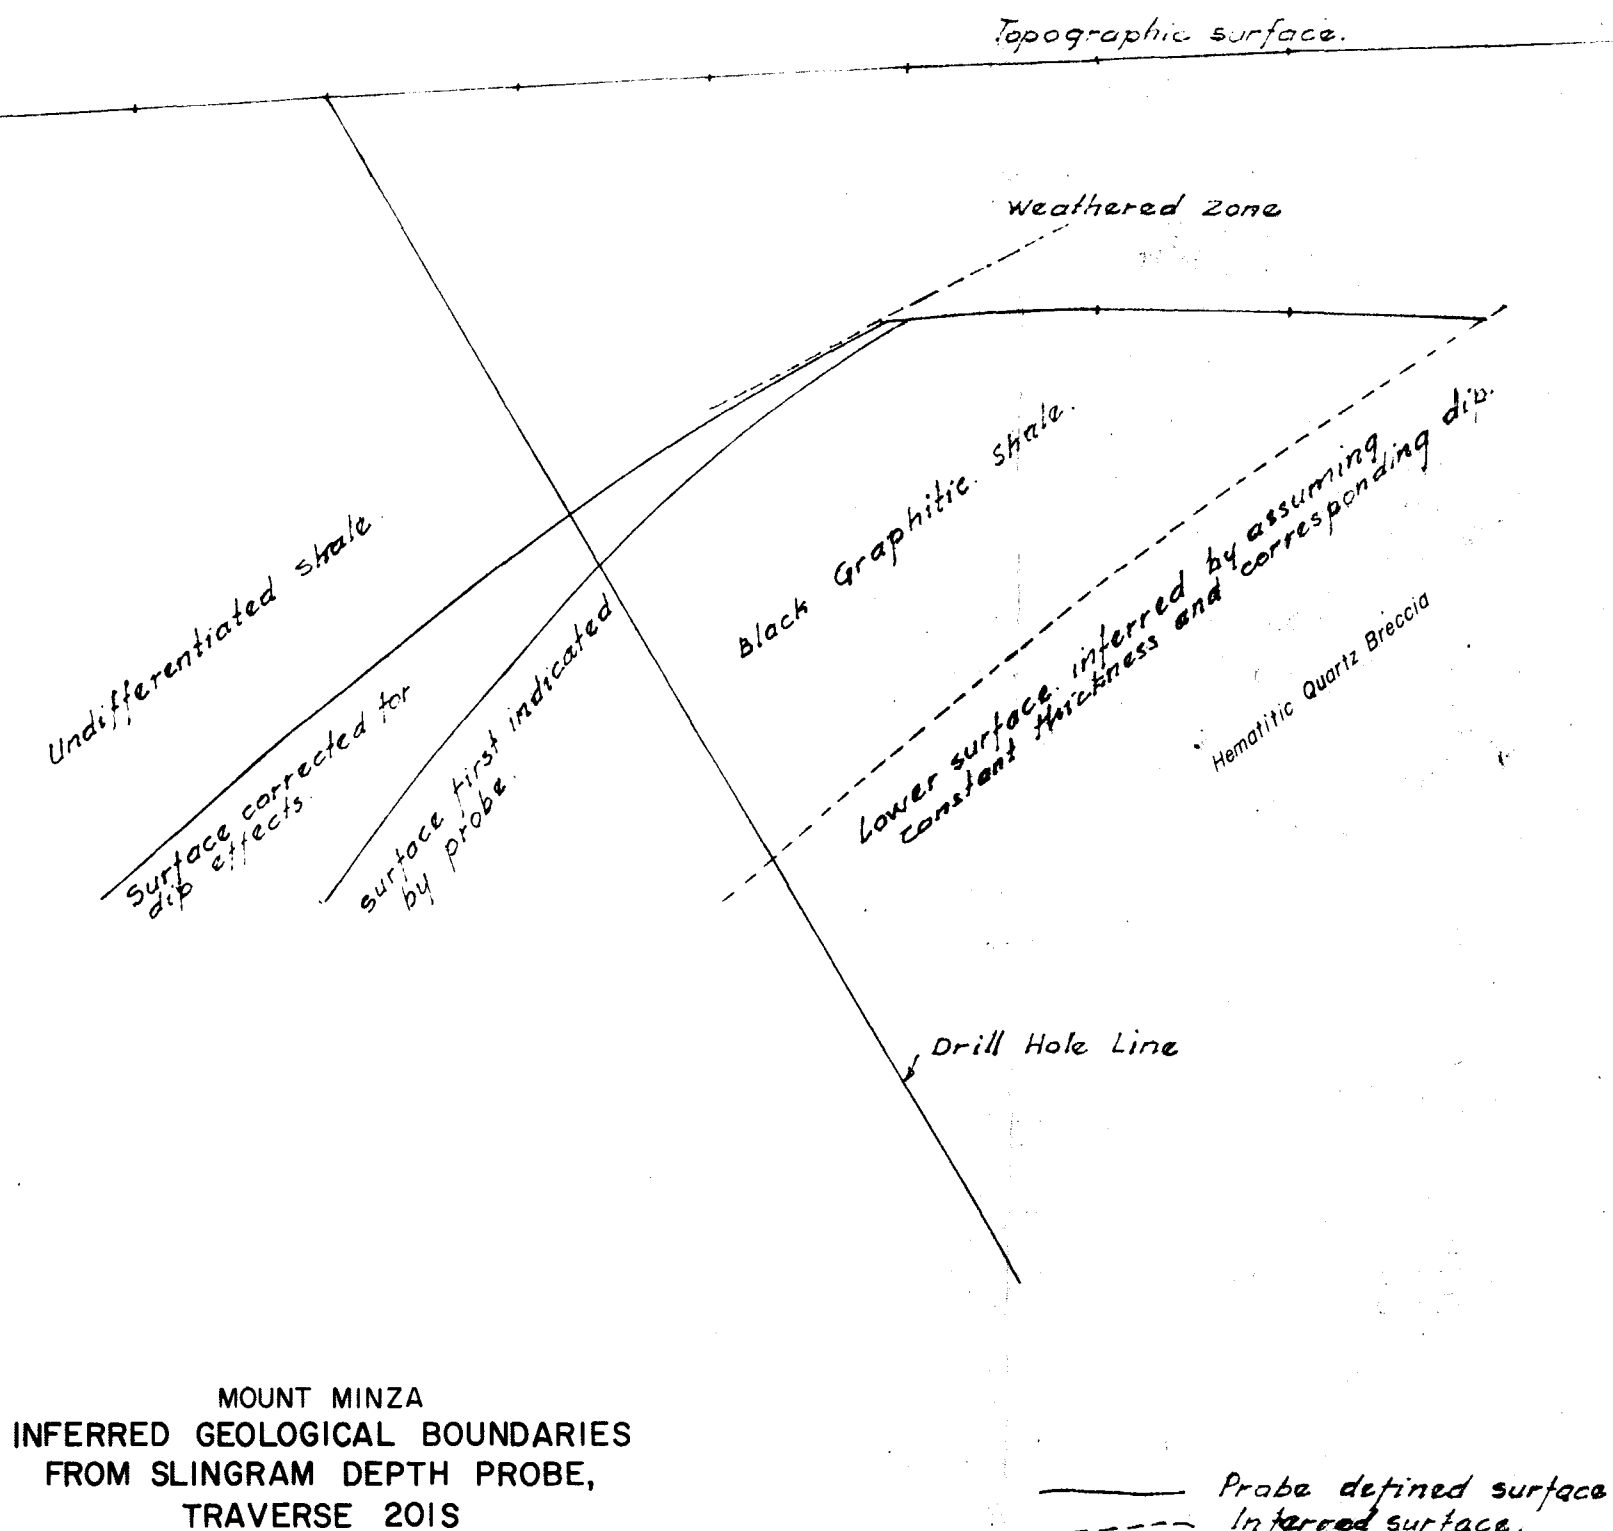 Topographic surface.
Weathered Zone
Undifferentiated shale.
Black Graphitic shale.
Surface corrected for
dip effects.
surface first indicated
by probe.
Lower surface inferred by assuming
constant thickness and corresponding dip.
Hematitic Quartz Breccia
Drill Hole Line
MOUNT MINZA
INFERRED GEOLOGICAL BOUNDARIES
FROM SLINGRAM DEPTH PROBE,
TRAVERSE 201S
Probe defined surface
Inferred surface.